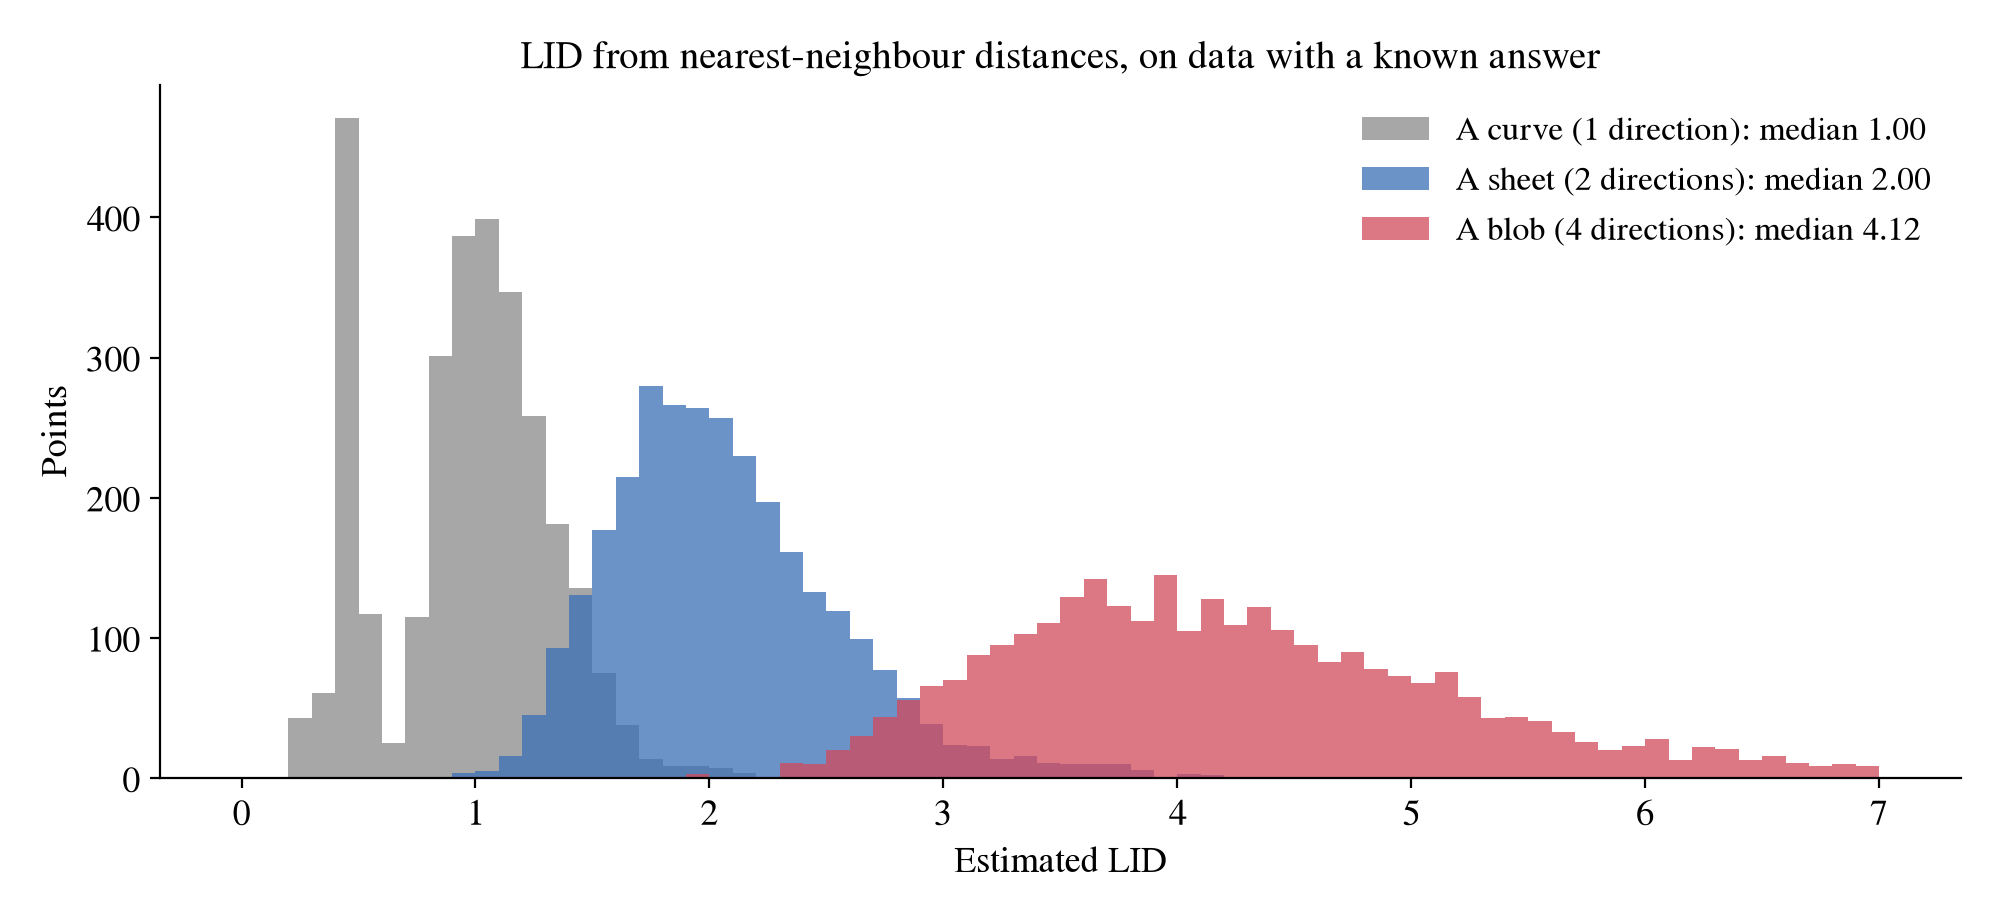 LID from nearest-neighbour distances, on data with a known answer
A curve (1 direction): median 1.00
A sheet (2 directions): median 2.00
A blob (4 directions): median 4.12
Points
400
300
200
100
0
0 1 2 3 4 5 6 7
Estimated LID